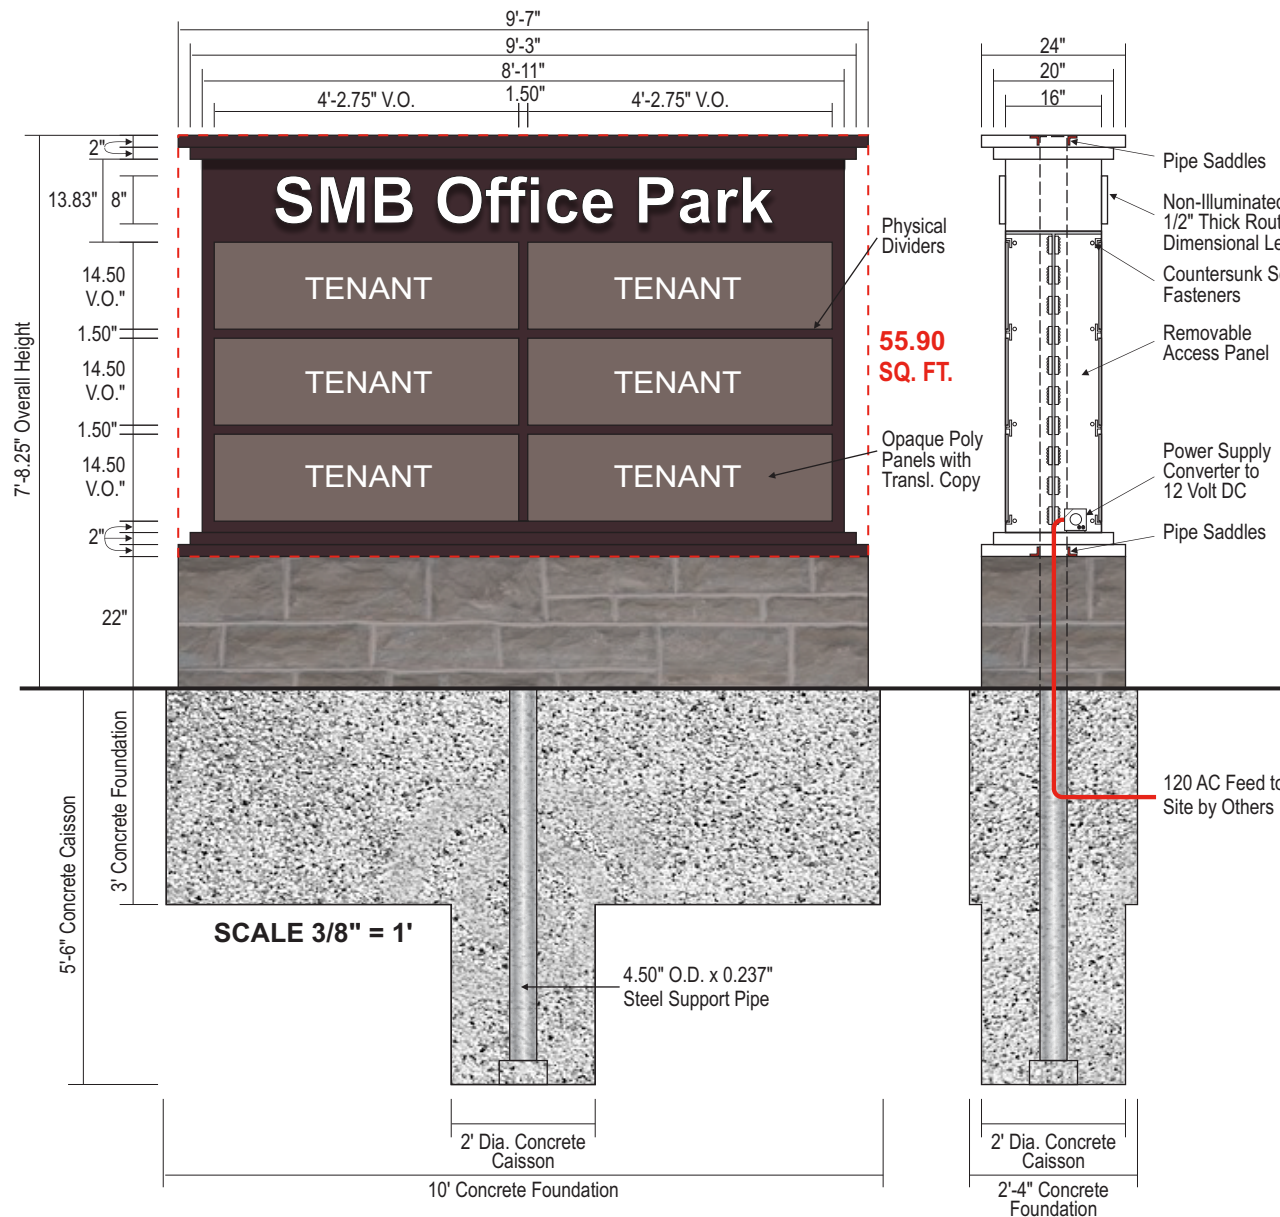 9'-7"
9'-3"
8'-11"
4'-2.75" V.O.
1.50"
4'-2.75" V.O.
2"
13.83"
8"
14.50
V.O."
1.50"
14.50
V.O."
1.50"
14.50
V.O."
2"
22"
7'-8.25" Overall Height
SMB Office Park
TENANT
TENANT
TENANT
TENANT
TENANT
TENANT
Physical
Dividers
55.90
SQ. FT.
Opaque Poly
Panels with
Transl. Copy
3' Concrete Foundation
5'-6" Concrete Caisson
SCALE 3/8" = 1'
4.50" O.D. x 0.237"
Steel Support Pipe
2' Dia. Concrete
Caisson
10' Concrete Foundation
24"
20"
16"
Pipe Saddles
Non-Illuminated
1/2" Thick Rout
Dimensional Le
Countersunk S
Fasteners
Removable
Access Panel
Power Supply
Converter to
12 Volt DC
Pipe Saddles
120 AC Feed to
Site by Others
2' Dia. Concrete
Caisson
2'-4" Concrete
Foundation